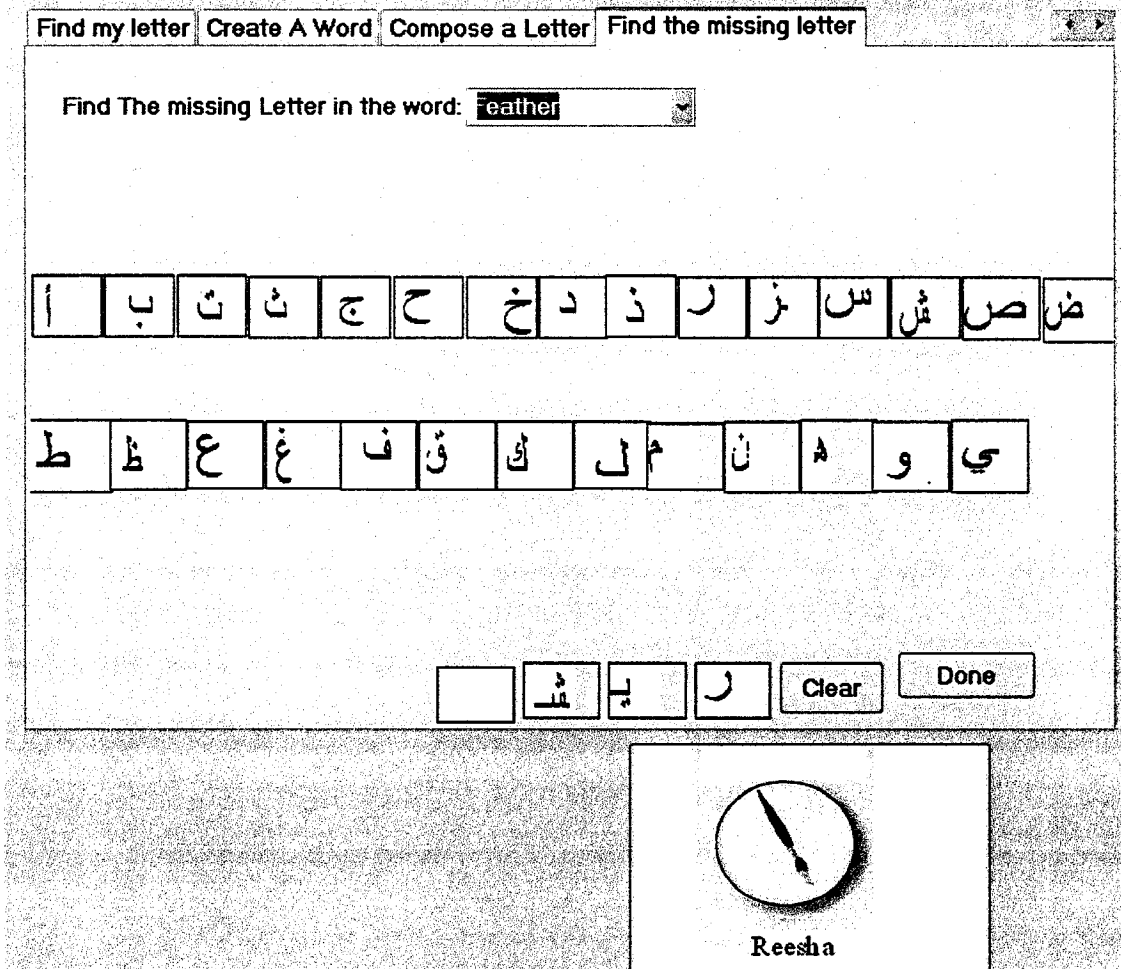 Find my letter Create A Word Compose a Letter Find the missing letter
Find The missing Letter in the word: Feather
أ ب ت ث ج ح خ د ذ ر ز س ش ص ض
ط ظ ع غ ف ق ك ل م ن ه و ي
شـ يـ ر Clear Done
Reesha